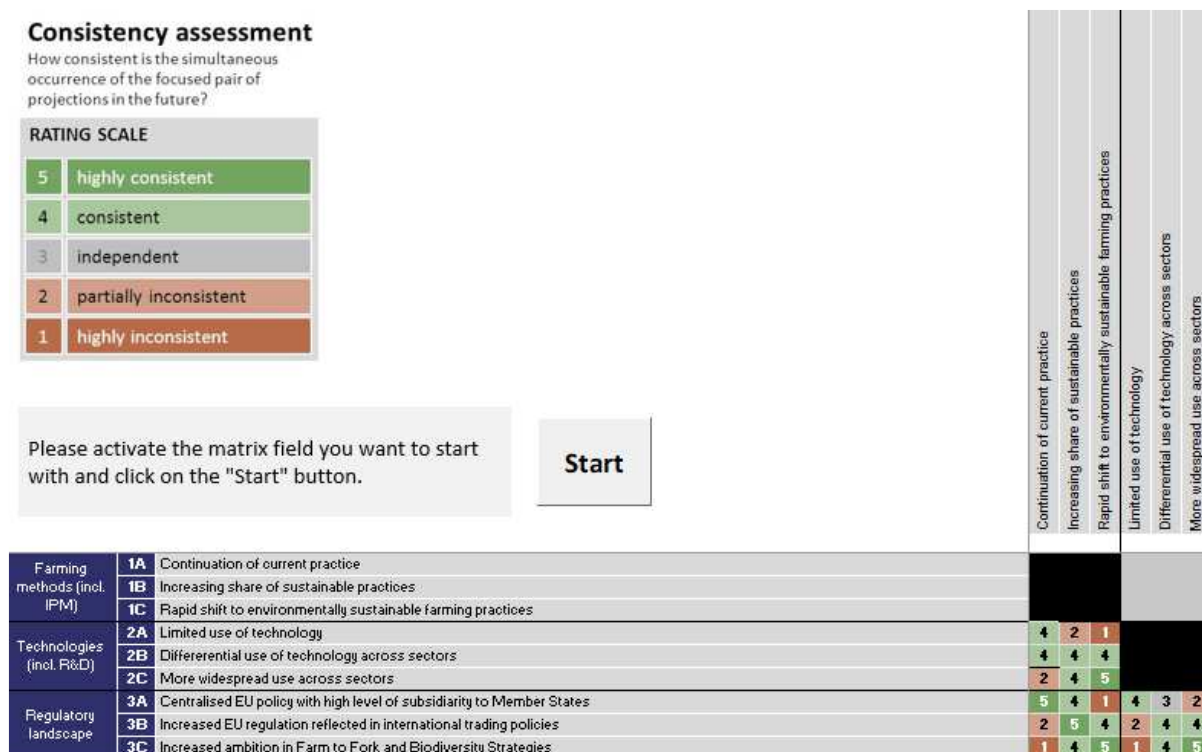 Consistency assessment
How consistent is the simultaneous
occurrence of the focused pair of
projections in the future?
RATING SCALE
5 highly consistent
4 consistent
3 independent
2 partially inconsistent
1 highly inconsistent
Please activate the matrix field you want to start
with and click on the "Start" button.
Start
Continuation of current practice
Increasing share of sustainable practices
Rapid shift to environmentally sustainable farming practices
Limited use of technology
Differerential use of technology across sectors
More widespread use across sectors
Farming
methods (incl.
IPM)
1A Continuation of current practice
1B Increasing share of sustainable practices
1C Rapid shift to environmentally sustainable farming practices
Technologies
(incl. R&D)
2A Limited use of technology 4 2 1
2B Differerential use of technology across sectors 4 4 4
2C More widespread use across sectors 2 4 5
Regulatory
landscape
3A Centralised EU policy with high level of subsidiarity to Member States 5 4 1 4 3 2
3B Increased EU regulation reflected in international trading policies 2 5 4 2 4 4
3C Increased ambition in Farm to Fork and Biodiversity Strategies 1 4 5 1 4 5